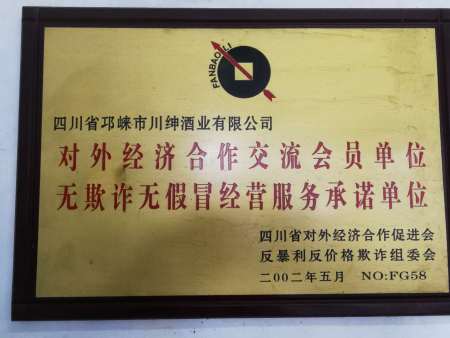 FANBAOLI
四川省邛崃市川绅酒业有限公司
对外经济合作交流会员单位
无欺诈无假冒经营服务承诺单位
四川省对外经济合作促进会
反暴利反价格欺诈组委会
二00二年五月 NO:FG58